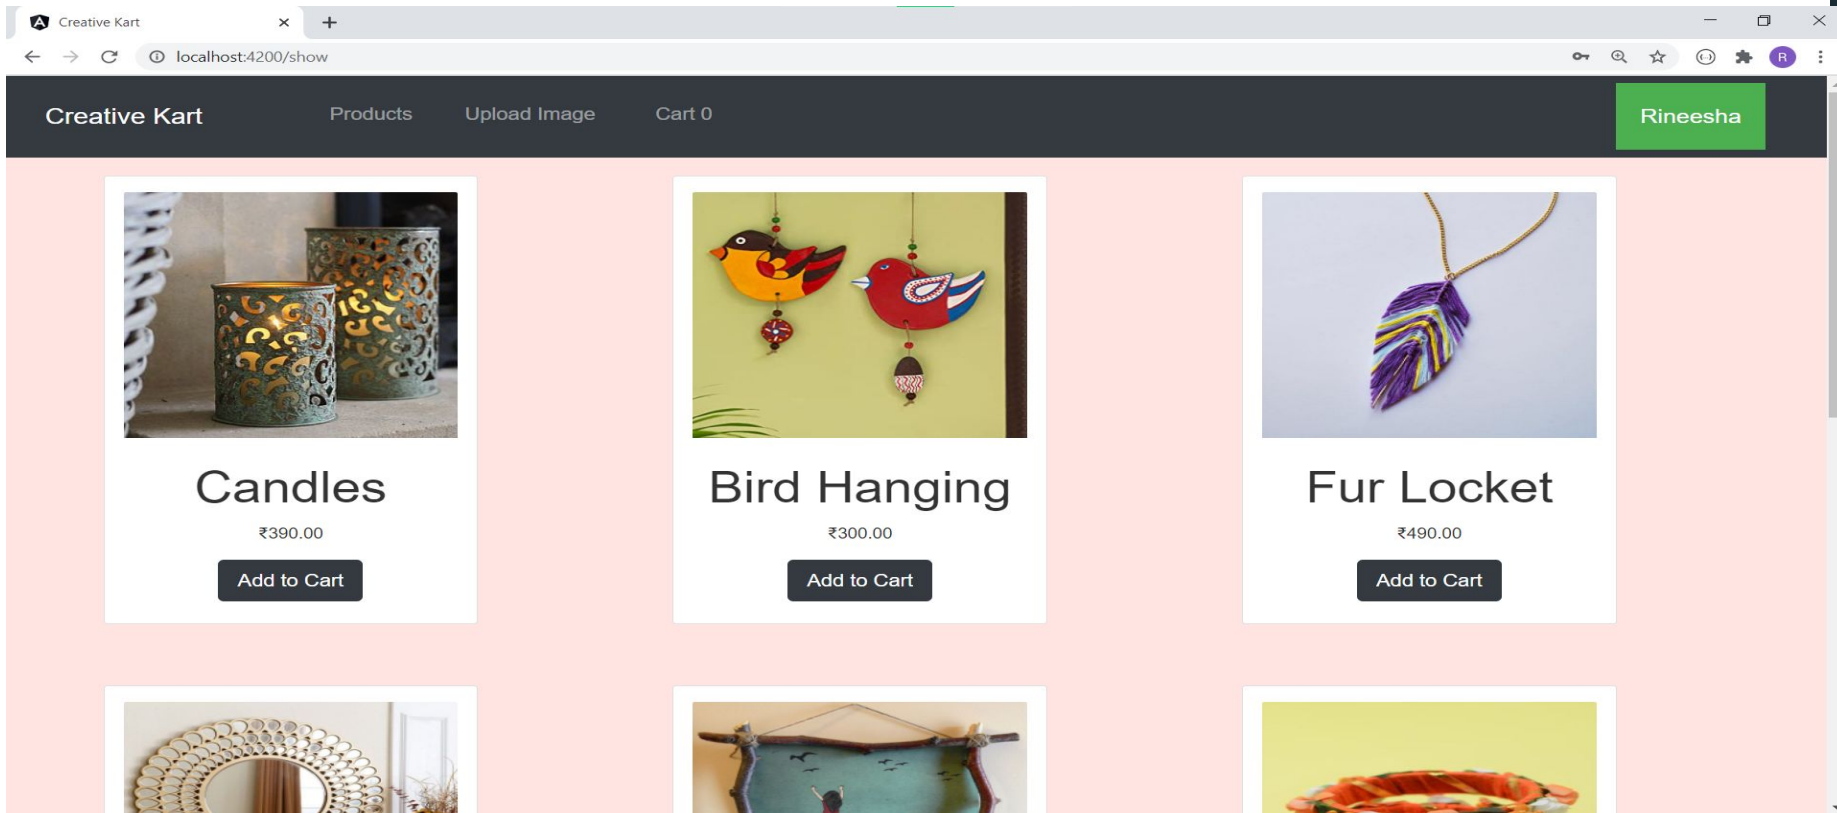 Creative Kart
localhost:4200/show
R
Creative Kart Products Upload Image Cart 0 Rineesha
Candles
₹390.00
Add to Cart
Bird Hanging
₹300.00
Add to Cart
Fur Locket
₹490.00
Add to Cart